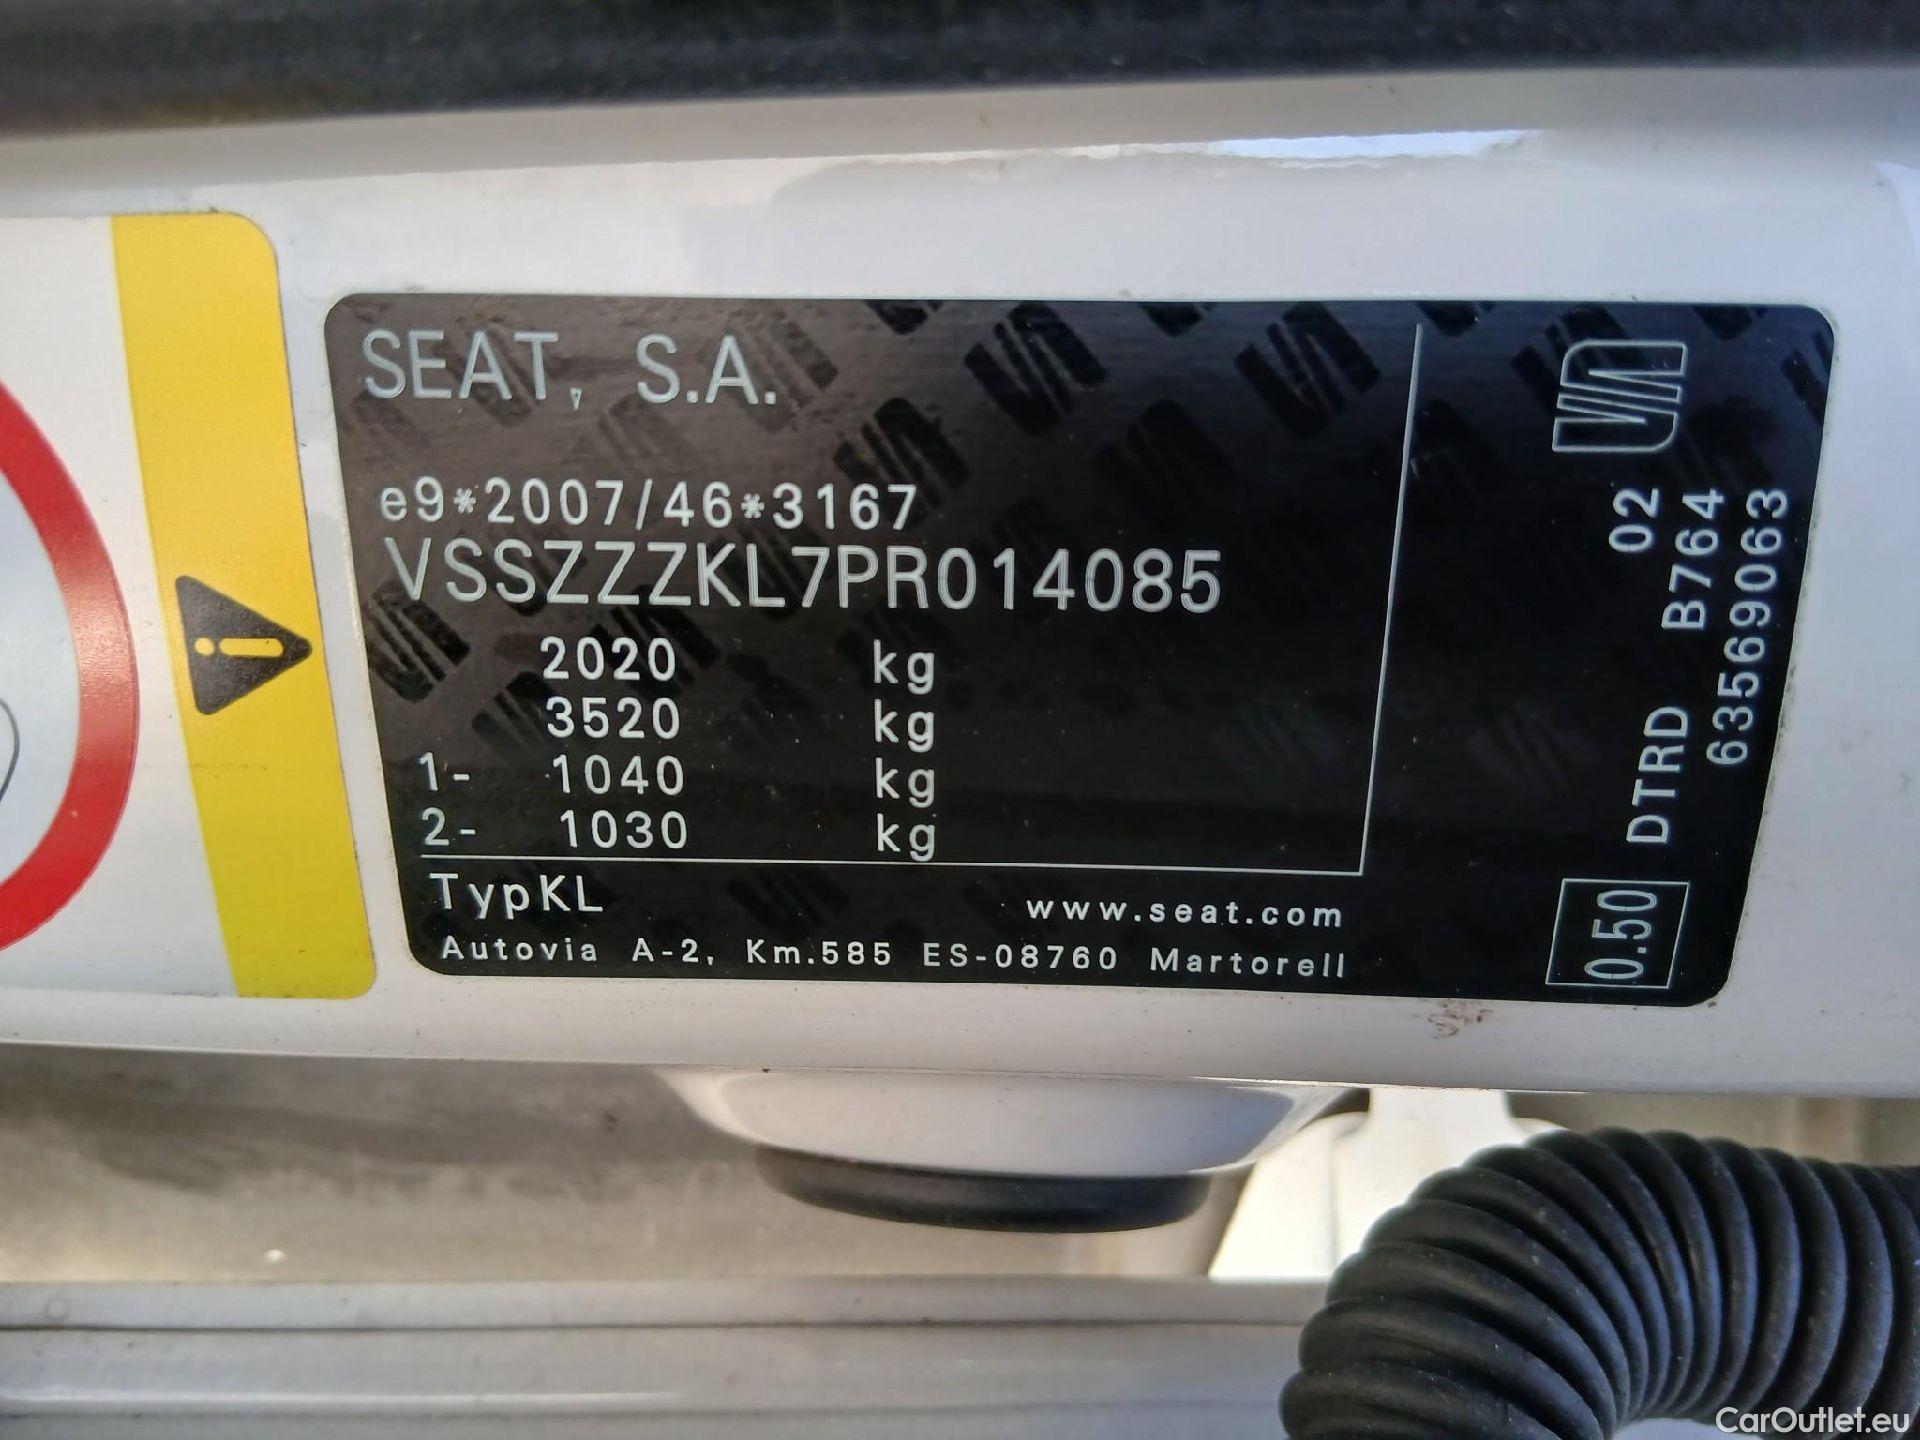 SEAT, S.A.
e9*2007/46*3167
VSSZZZKL7PR014085
2020 kg
3520 kg
1- 1040 kg
2- 1030 kg
TypKL www.seat.com
Autovia A-2, Km.585 ES-08760 Martorell
02
DTRD B764
63569063
0.50
CarOutlet.eu